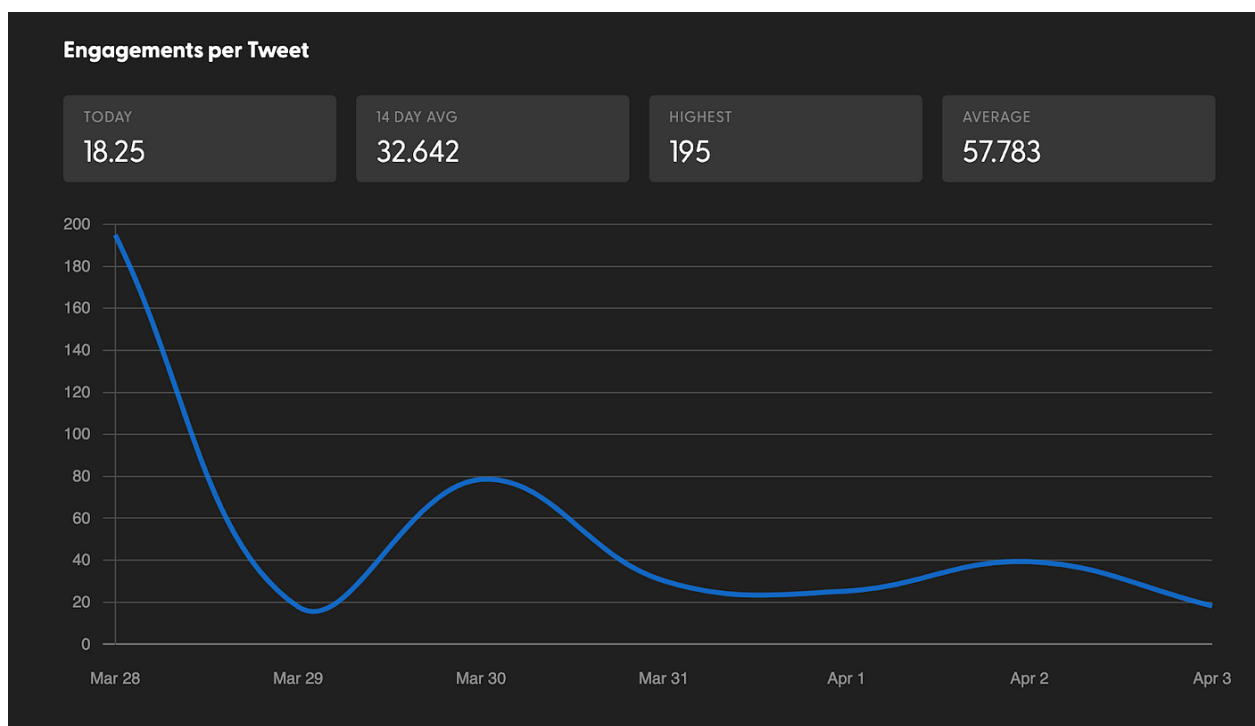 Engagements per Tweet
TODAY
18.25
14 DAY AVG
32.642
HIGHEST
195
AVERAGE
57.783
200
180
160
140
120
100
80
60
40
20
0
Mar 28 Mar 29 Mar 30 Mar 31 Apr 1 Apr 2 Apr 3